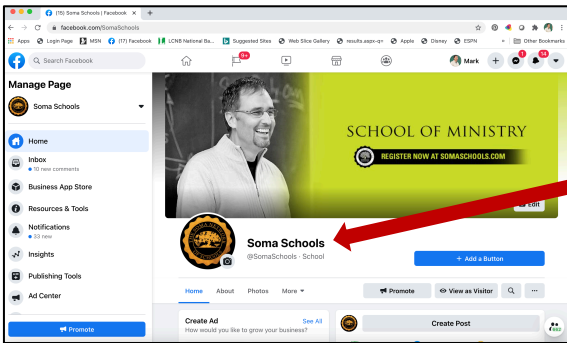 (15) Soma Schools | Facebook
facebook.com/SomaSchools
Apps Login Page MSN (17) Facebook LCNB National Ba... Suggested Sites Web Slice Gallery results.aspx-q= Apple Disney ESPN » Other Bookmarks
Search Facebook 9+ Mark 1 14
Manage Page
Soma Schools
Home
Inbox
10 new comments
Business App Store
Resources & Tools
Notifications
33 new
Insights
Publishing Tools
Ad Center
Promote
SCHOOL OF MINISTRY
REGISTER NOW AT SOMASCHOOLS.COM
Edit
Soma Schools
@SomaSchools · School
+ Add a Button
Home About Photos More Promote View as Visitor ...
Create Ad See All
How would you like to grow your business?
Create Post